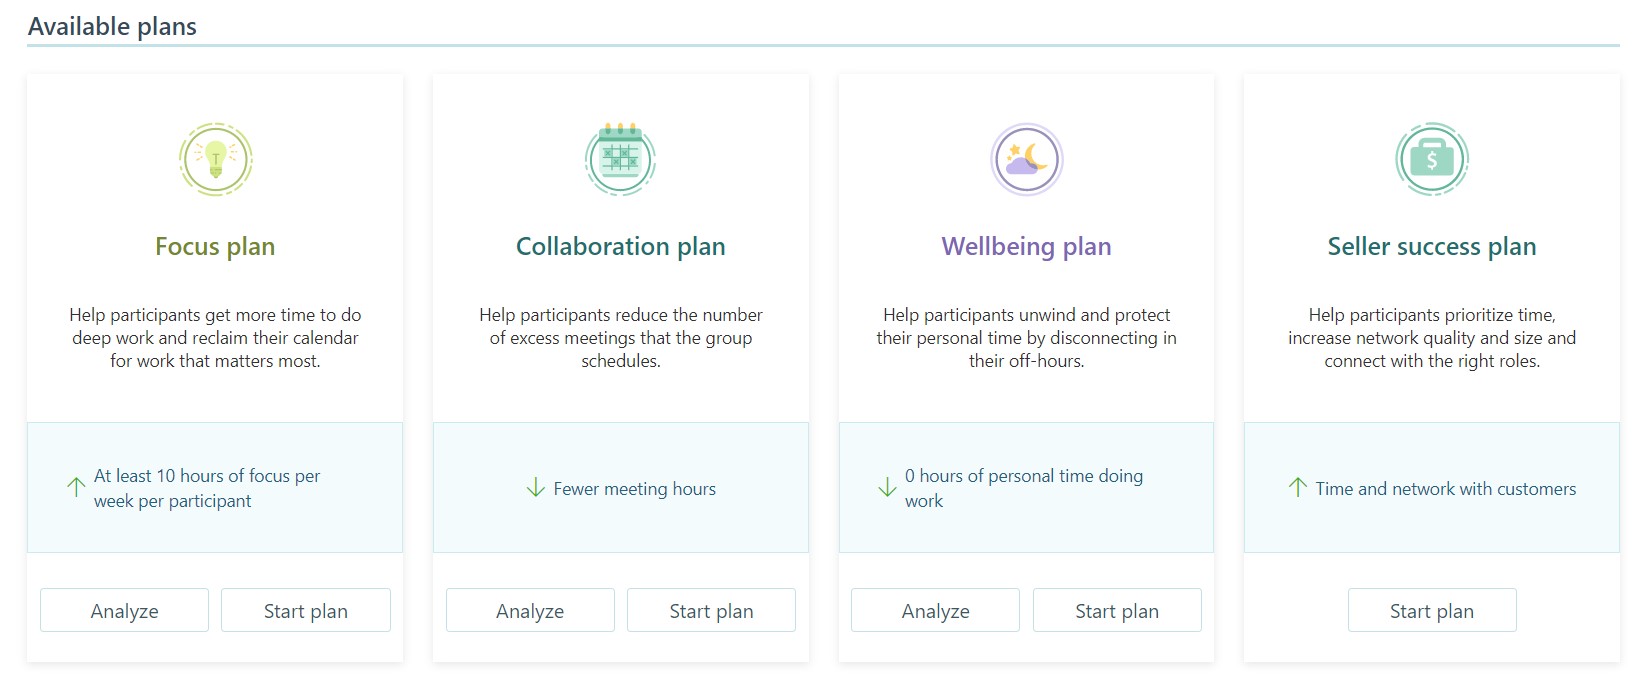 Available plans
Focus plan
Help participants get more time to do
deep work and reclaim their calendar
for work that matters most.
At least 10 hours of focus per
week per participant
Analyze
Start plan
Collaboration plan
Help participants reduce the number
of excess meetings that the group
schedules.
Fewer meeting hours
Analyze
Start plan
Wellbeing plan
Help participants unwind and protect
their personal time by disconnecting in
their off-hours.
0 hours of personal time doing
work
Analyze
Start plan
$
Seller success plan
Help participants prioritize time,
increase network quality and size and
connect with the right roles.
Time and network with customers
Start plan